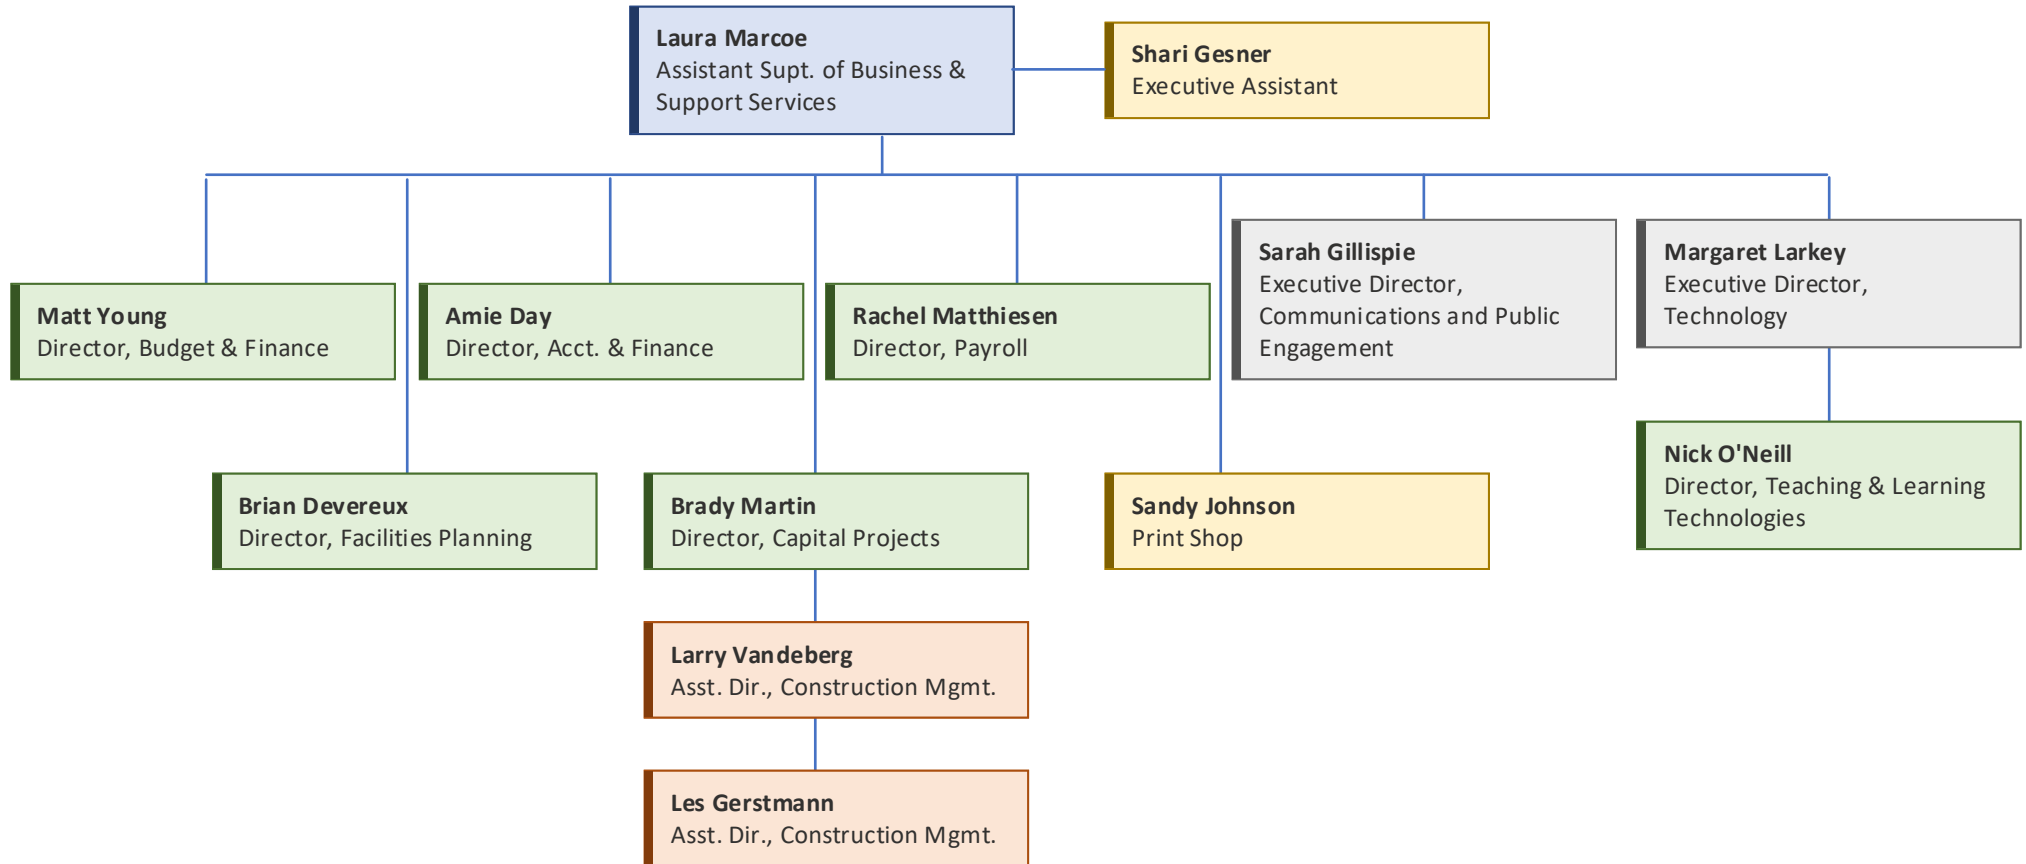 Laura Marcoe
Assistant Supt. of Business &
Support Services
Shari Gesner
Executive Assistant
Matt Young
Director, Budget & Finance
Amie Day
Director, Acct. & Finance
Rachel Matthiesen
Director, Payroll
Sarah Gillispie
Executive Director,
Communications and Public
Engagement
Margaret Larkey
Executive Director,
Technology
Brian Devereux
Director, Facilities Planning
Brady Martin
Director, Capital Projects
Sandy Johnson
Print Shop
Nick O'Neill
Director, Teaching & Learning
Technologies
Larry Vandeberg
Asst. Dir., Construction Mgmt.
Les Gerstmann
Asst. Dir., Construction Mgmt.